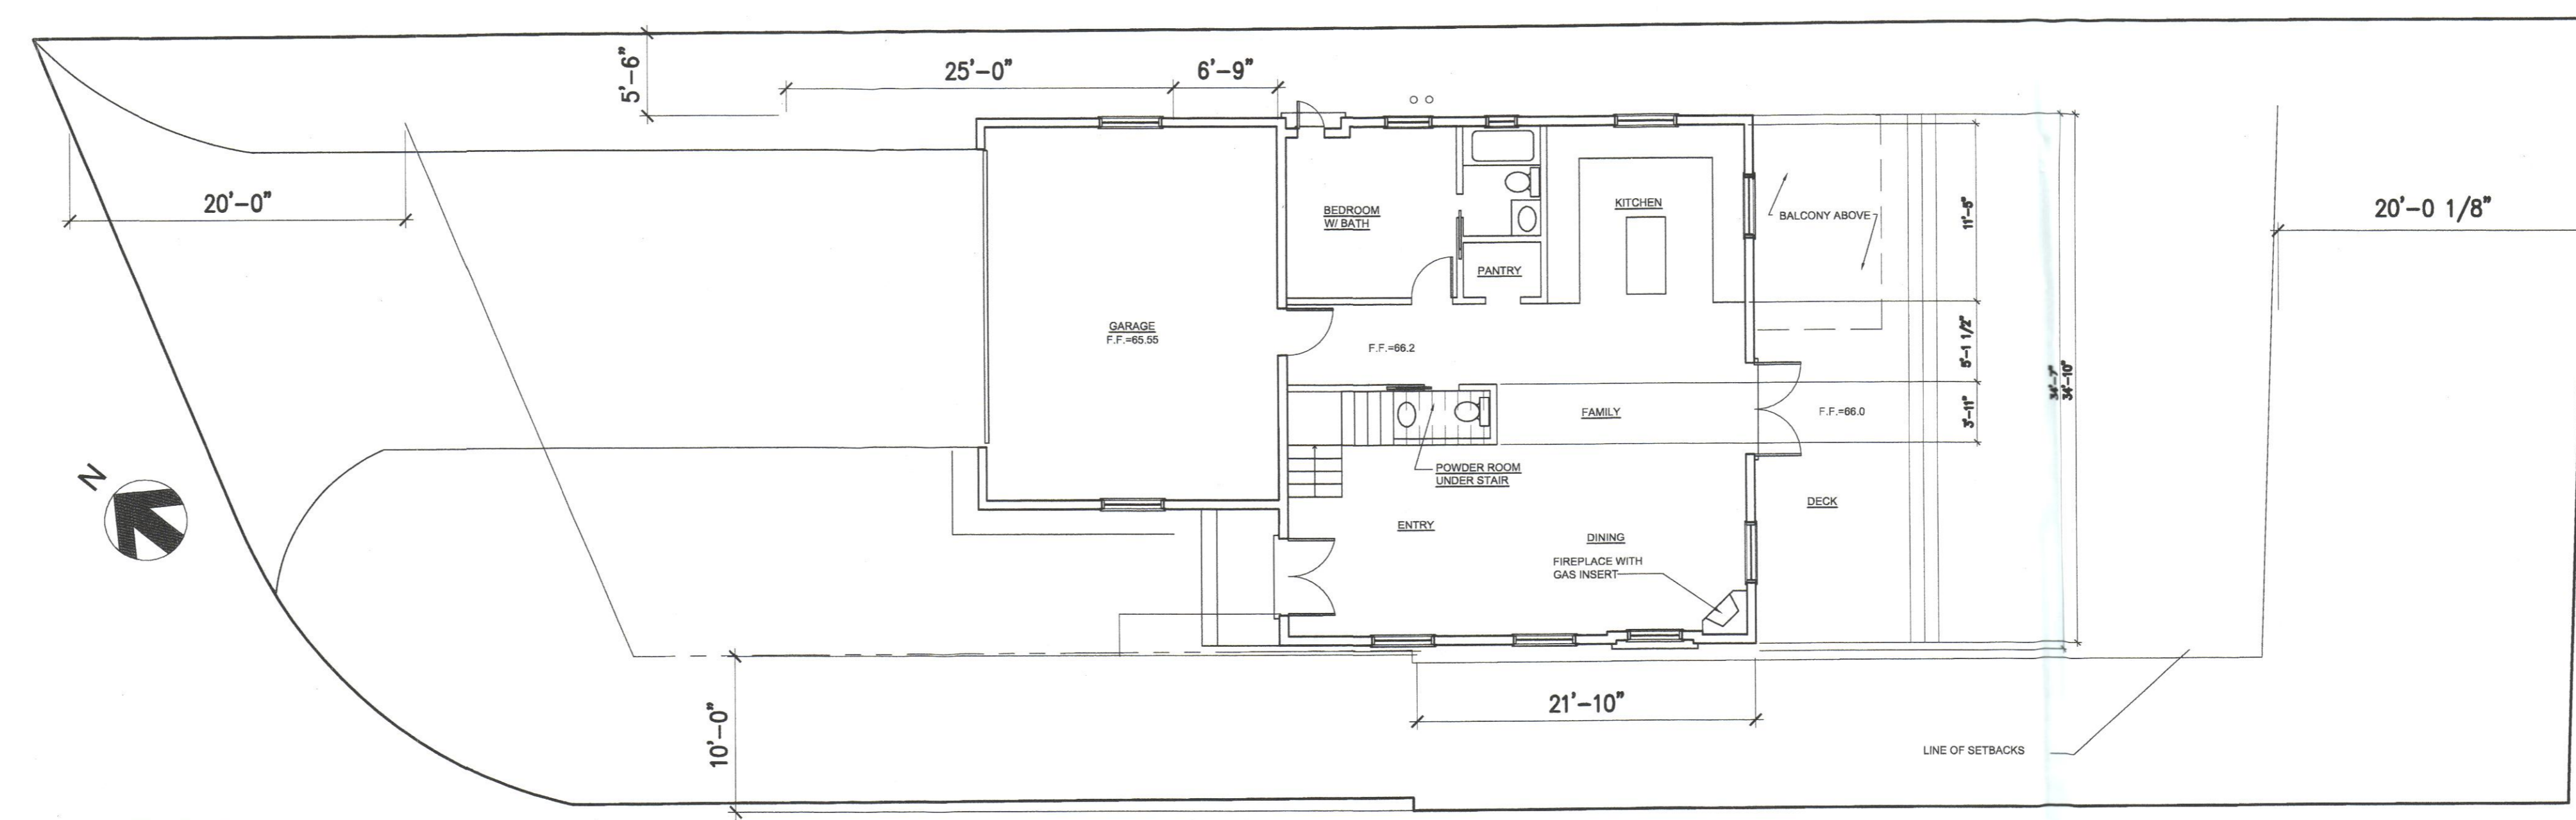 5'-6"
25'-0"
6'-9"
20'-0"
BEDROOM
W/ BATH
KITCHEN
BALCONY ABOVE
11'-5"
20'-0 1/8"
PANTRY
GARAGE
F.F.=65.55
F.F.=66.2
5'-1 1/2"
34'-10"
FAMILY
F.F.=66.0
3'-11"
N
POWDER ROOM
UNDER STAIR
DECK
ENTRY
DINING
FIREPLACE WITH
GAS INSERT
10'-0"
21'-10"
LINE OF SETBACKS